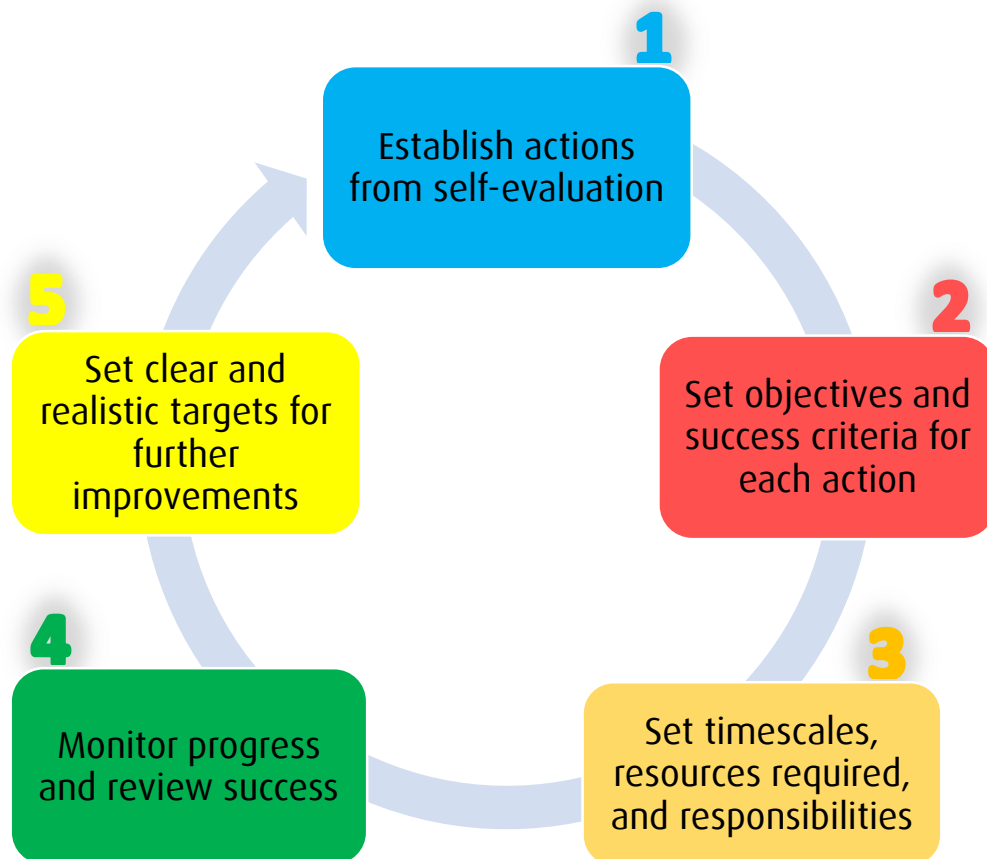 1
Establish actions
from self-evaluation
2
Set objectives and
success criteria for
each action
3
Set timescales,
resources required,
and responsibilities
4
Monitor progress
and review success
5
Set clear and
realistic targets for
further
improvements